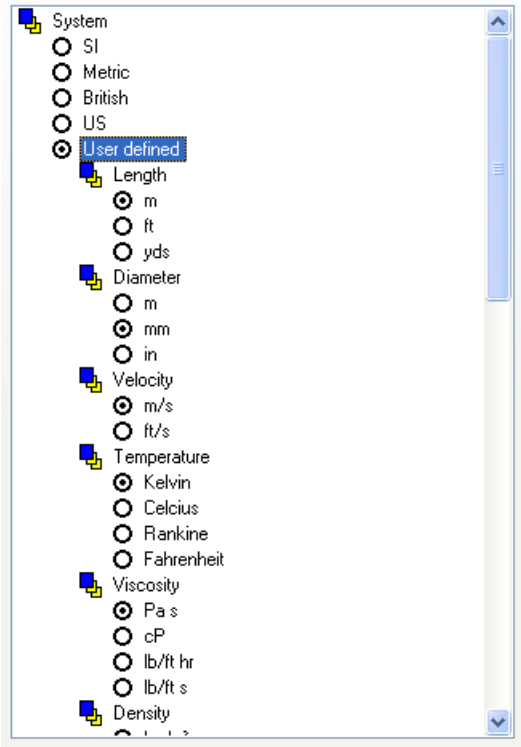 System
SI
Metric
British
US
User defined
Length
m
ft
yds
Diameter
m
mm
in
Velocity
m/s
ft/s
Temperature
Kelvin
Celcius
Rankine
Fahrenheit
Viscosity
Pa s
cP
lb/ft hr
lb/ft s
Density